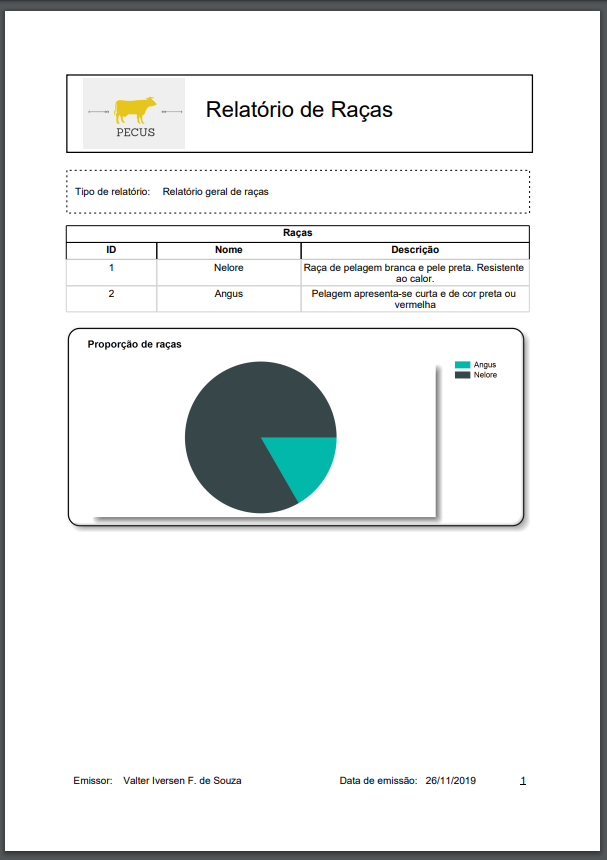 PECUS
Relatório de Raças
Tipo de relatório: Relatório geral de raças
Raças
ID Nome Descrição
1 Nelore Raça de pelagem branca e pele preta. Resistente
ao calor.
2 Angus Pelagem apresenta-se curta e de cor preta ou
vermelha
Proporção de raças
Angus
Nelore
Emissor: Valter Iversen F. de Souza Data de emissão: 26/11/2019 1